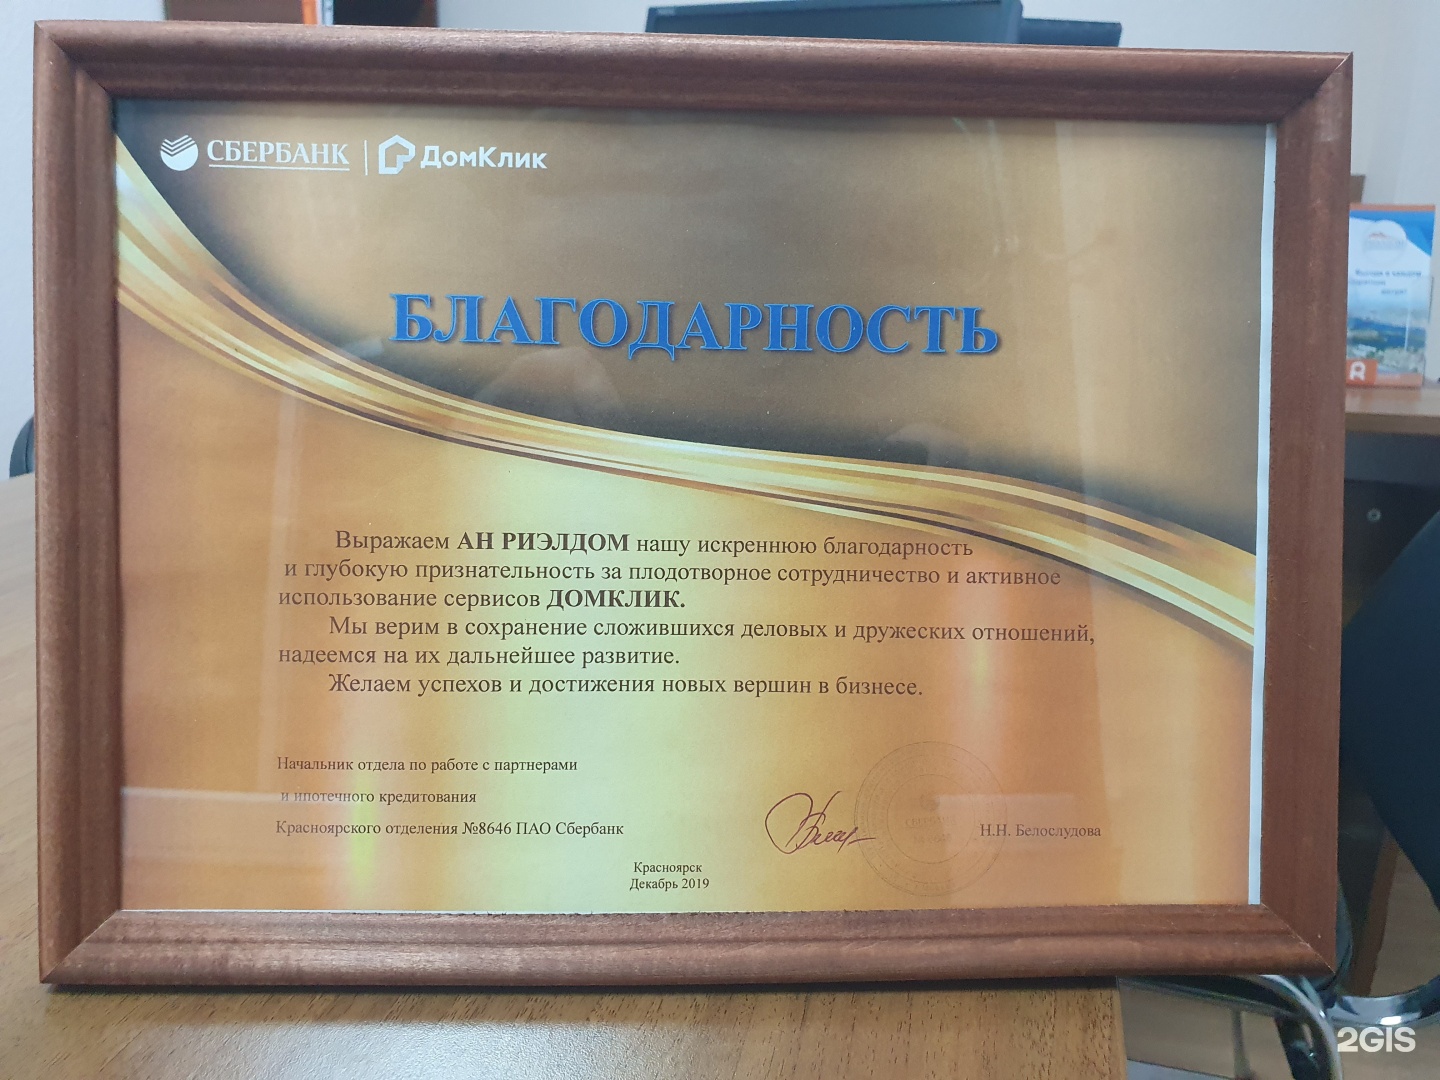 СБЕРБАНК | ДомКлик
БЛАГОДАРНОСТЬ
Выражаем АН РИЭЛДОМ нашу искреннюю благодарность
и глубокую признательность за плодотворное сотрудничество и активное
использование сервисов ДОМКЛИК.
Мы верим в сохранение сложившихся деловых и дружеских отношений,
надеемся на их дальнейшее развитие.
Желаем успехов и достижения новых вершин в бизнесе.
Начальник отдела по работе с партнерами
и ипотечного кредитования
Красноярского отделения №8646 ПАО Сбербанк
Н.Н. Белослудова
Красноярск
Декабрь 2019
2GIS